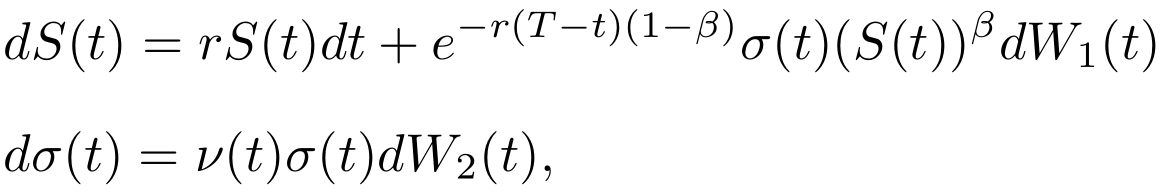 dS(t) = rS(t)dt + e^{-r(T-t)(1-β)}σ(t)(S(t))^β dW_1(t)
dσ(t) = ν(t)σ(t)dW_2(t),